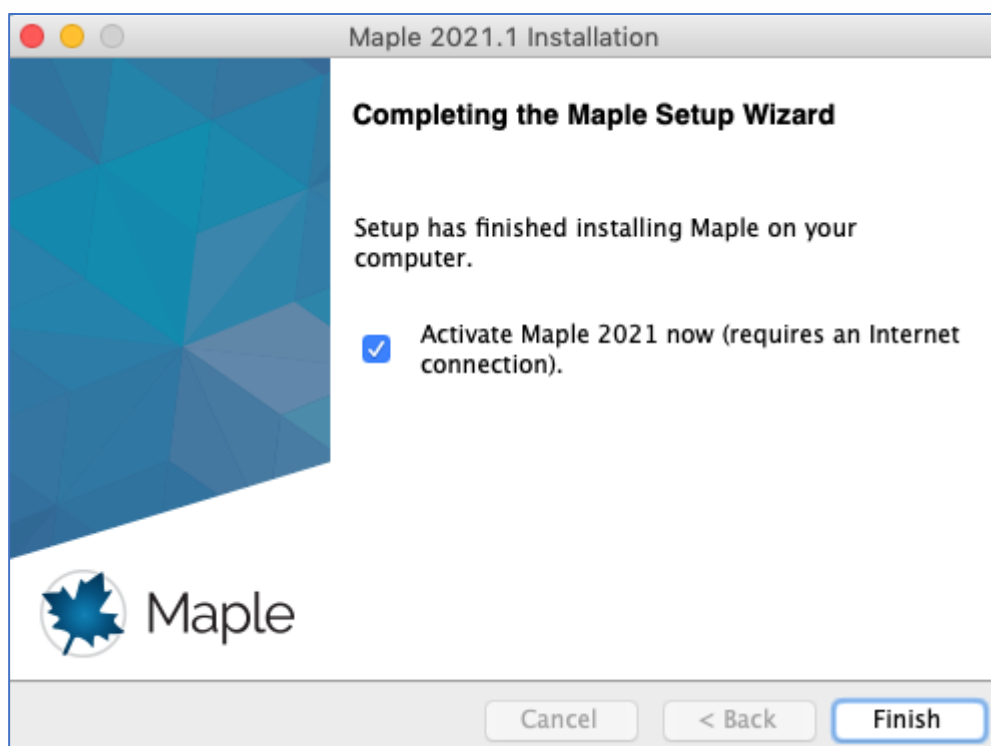 Maple 2021.1 Installation
Completing the Maple Setup Wizard
Setup has finished installing Maple on your
computer.
Activate Maple 2021 now (requires an Internet
connection).
Maple
Cancel
< Back
Finish